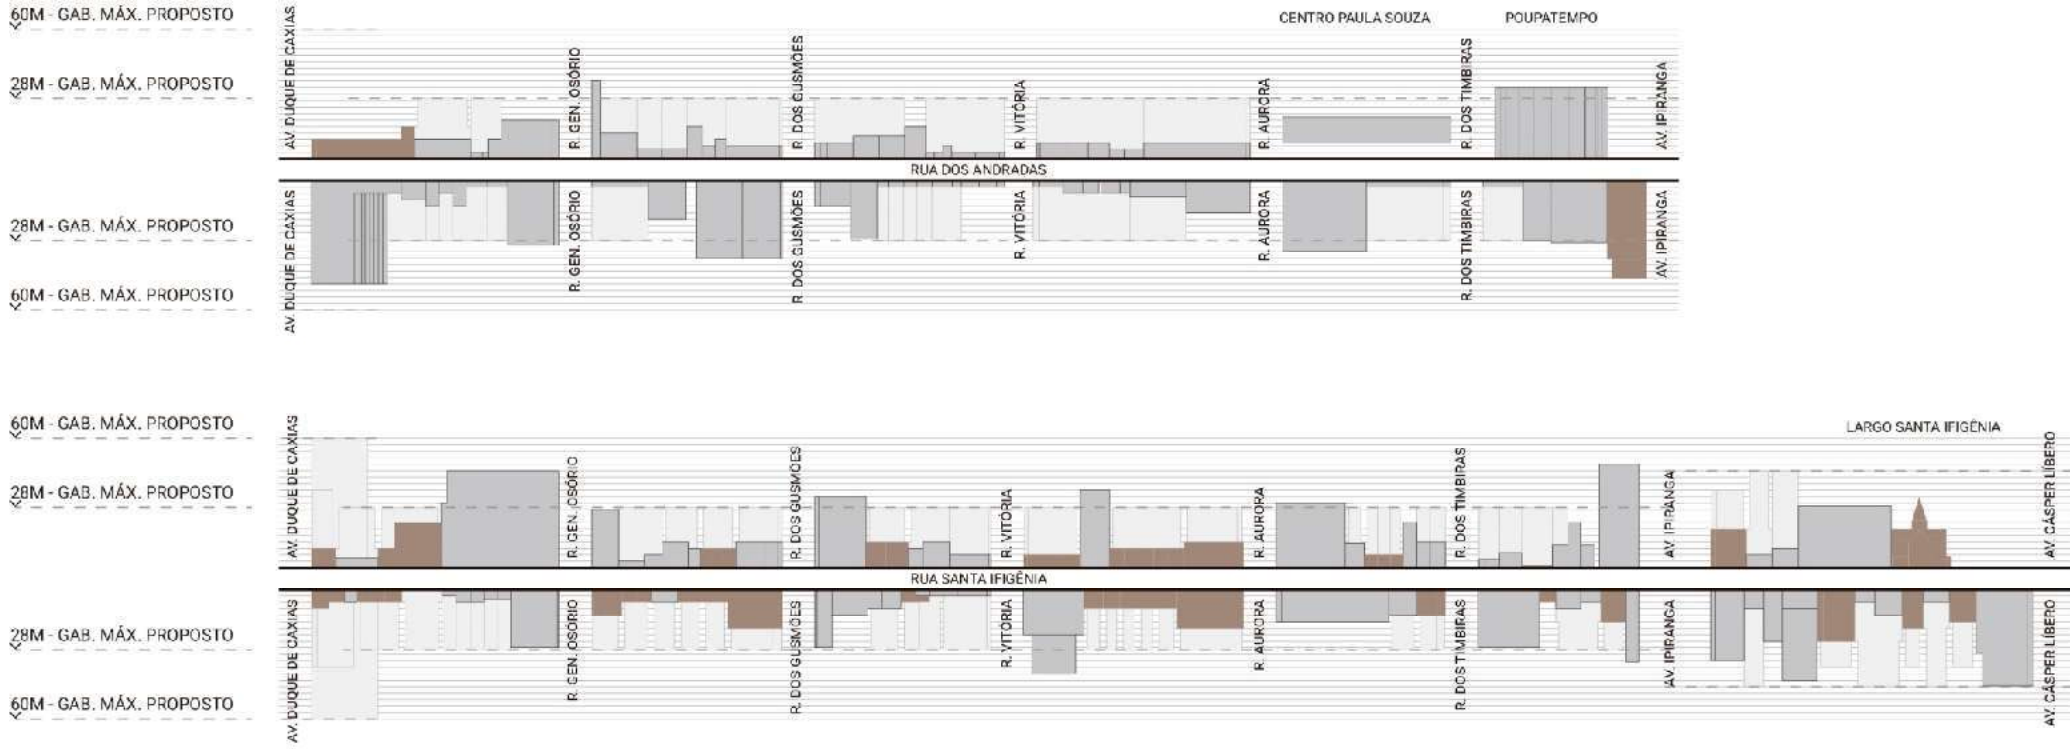 60M - GAB. MÁX. PROPOSTO
28M - GAB. MÁX. PROPOSTO
CENTRO PAULA SOUZA
POUPATEMPO
AV. DUQUE DE CAXIAS
R. GEN. OSÓRIO
R. DOS GUSMÕES
R. VITÓRIA
R. AURORA
R. DOS TIMBIRAS
AV. IPIRANGA
RUA DOS ANDRADAS
AV. DUQUE DE CAXIAS
R. GEN. OSÓRIO
R. DOS GUSMÕES
R. VITÓRIA
R. AURORA
R. DOS TIMBIRAS
AV. IPIRANGA
28M - GAB. MÁX. PROPOSTO
60M - GAB. MÁX. PROPOSTO
60M - GAB. MÁX. PROPOSTO
28M - GAB. MÁX. PROPOSTO
LARGO SANTA IFIGÊNIA
AV. DUQUE DE CAXIAS
R. GEN. OSÓRIO
R. DOS GUSMÕES
R. VITÓRIA
R. AURORA
R. DOS TIMBIRAS
AV. IPIRANGA
AV. CÁSPER LÍBERO
RUA SANTA IFIGÊNIA
AV. DUQUE DE CAXIAS
R. GEN. OSÓRIO
R. DOS GUSMÕES
R. VITÓRIA
R. AURORA
R. DOS TIMBIRAS
AV. IPIRANGA
AV. CÁSPER LÍBERO
28M - GAB. MÁX. PROPOSTO
60M - GAB. MÁX. PROPOSTO